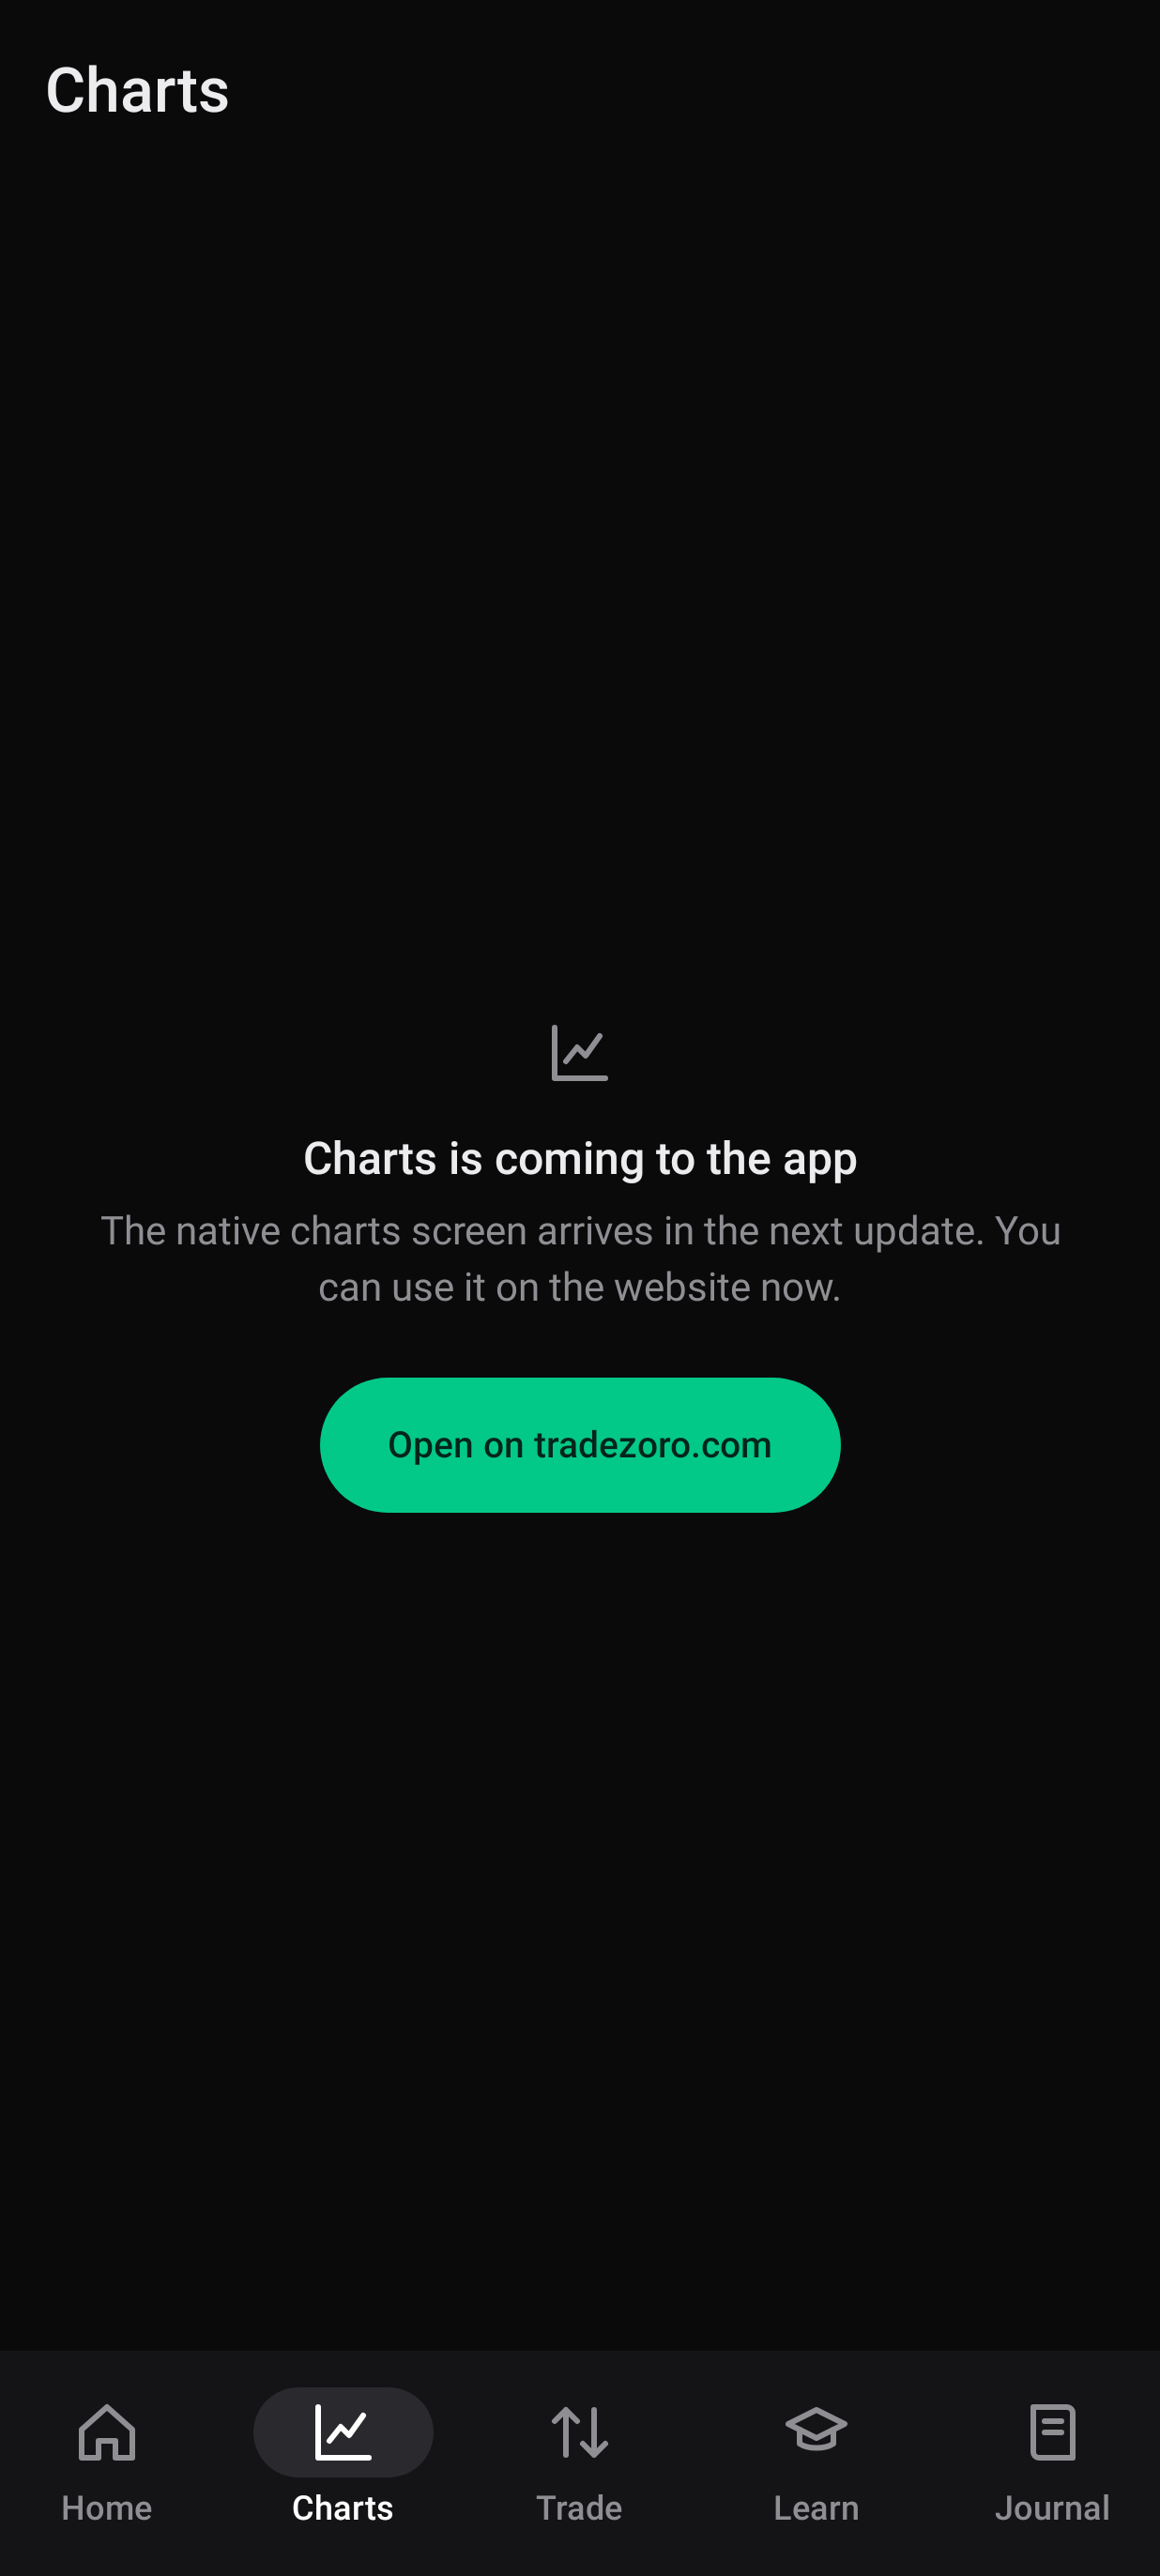 Charts
Charts is coming to the app
The native charts screen arrives in the next update. You
can use it on the website now.
Open on tradezoro.com
Home
Charts
Trade
Learn
Journal